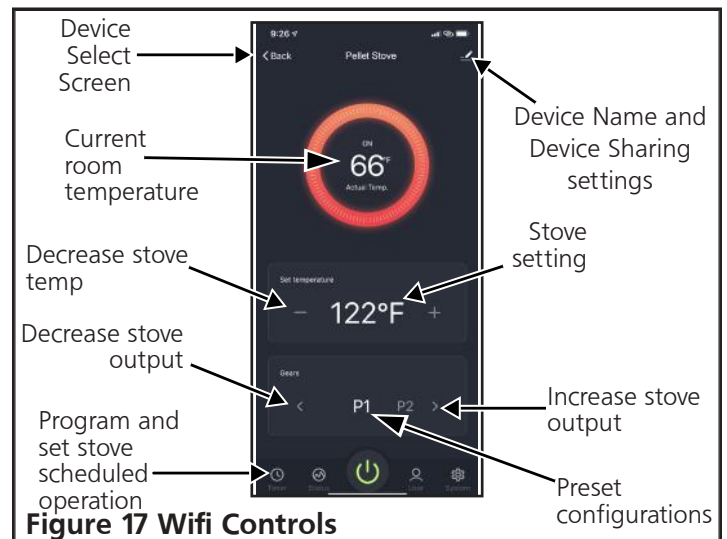 Device
Select
Screen
9:26
Back
Pellet Stove
Device Name and
Device Sharing
settings
Current
room
temperature
ON
66°F
Actual Temp.
Stove
setting
Decrease stove
temp
Set temperature
− 122°F +
Decrease stove
output
Gears
< P1 P2 >
Increase stove
output
Program and
set stove
scheduled
operation
Timer
Status
User
System
Preset
configurations
Figure 17 Wifi Controls